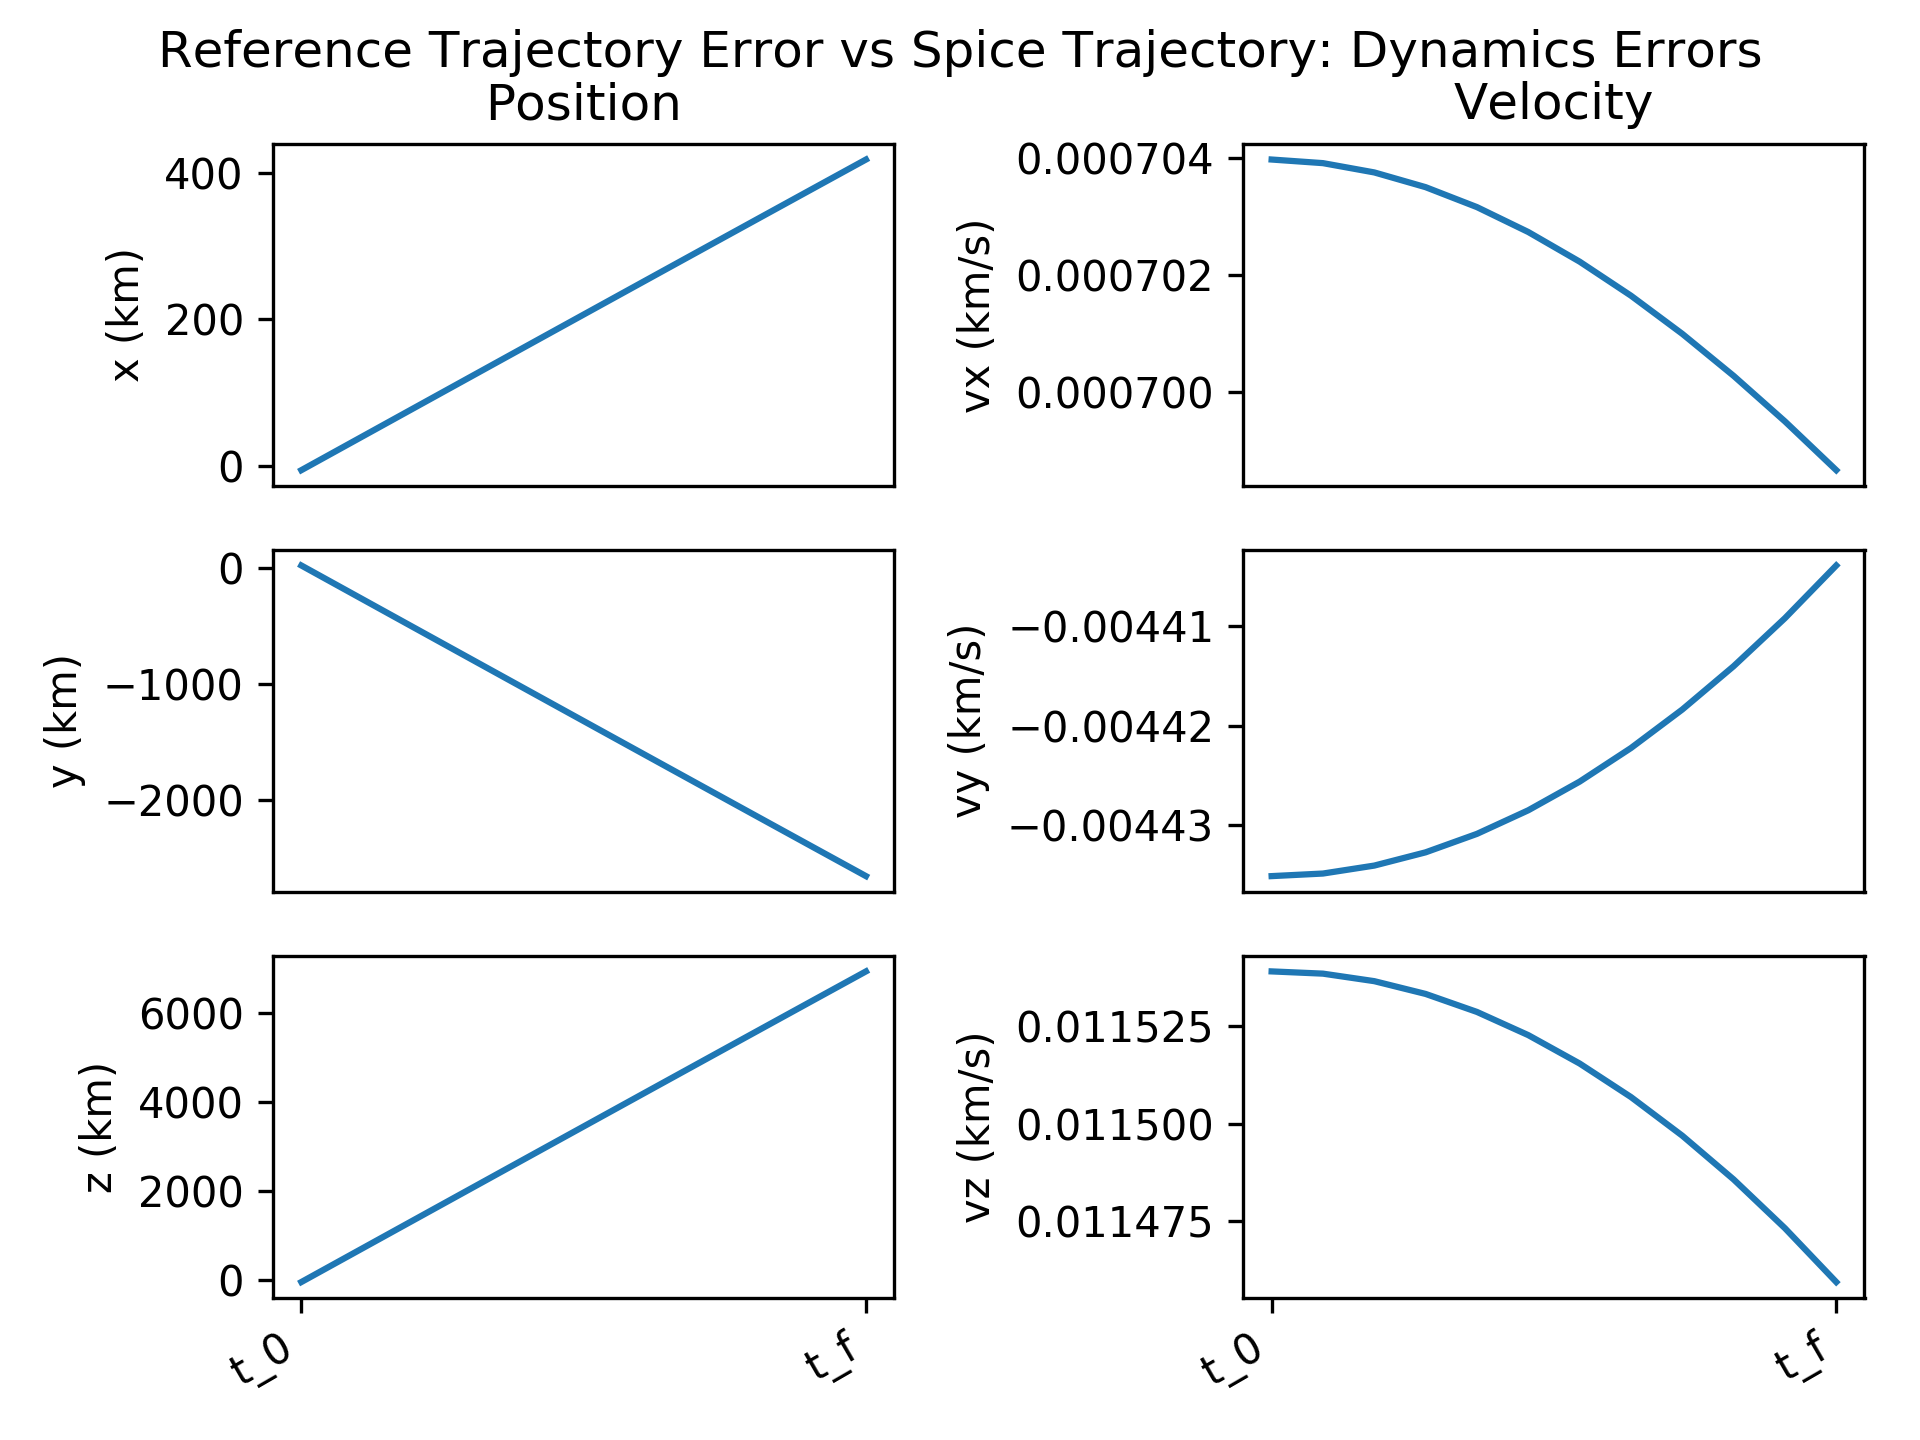 Reference Trajectory Error vs Spice Trajectory: Dynamics Errors
Position
Velocity
400
200
0
x (km)
0.000704
0.000702
0.000700
vx (km/s)
0
−1000
−2000
y (km)
−0.00441
−0.00442
−0.00443
vy (km/s)
6000
4000
2000
0
z (km)
0.011525
0.011500
0.011475
vz (km/s)
t_0
t_f
t_0
t_f